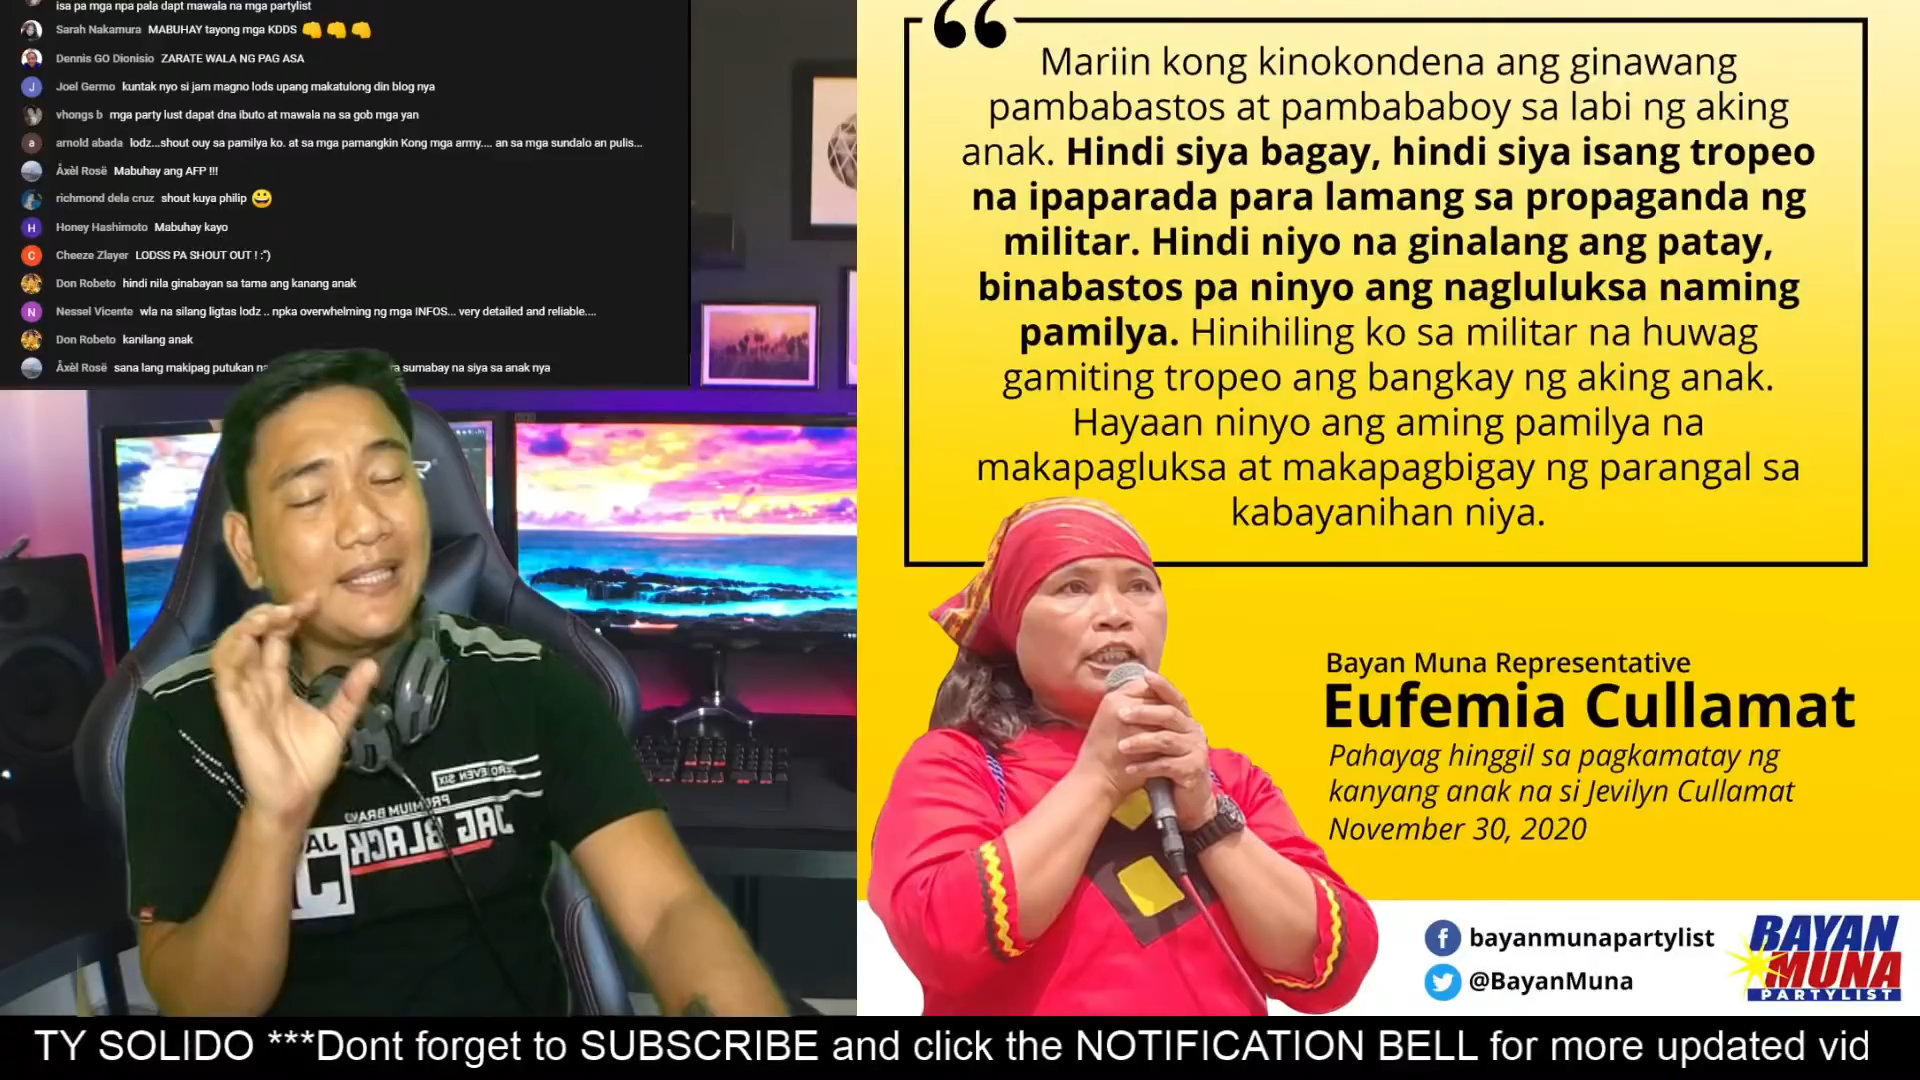 isa pa mga npa pala dapt mawala na mga partylist
Sarah Nakamura MABUHAY tayong mga KDDS 👊 👊 👊
Dennis GO Dionisio ZARATE WALA NG PAG ASA
J Joel Germo kuntak nyo si jam magno lods upang makatulong din blog nya
vhongs b mga party lust dapat dna ibuto at mawala na sa gob mga yan
a arnold abada lodz...shout ouy sa pamilya ko. at sa mga pamangkin Kong mga army.... an sa mga sundalo an pulis...
Åxèl Rosë Mabuhay ang AFP !!!
richmond dela cruz shout kuya philip 😀
H Honey Hashimoto Mabuhay kayo
C Cheeze Zlayer LODSS PA SHOUT OUT ! :")
Don Robeto hindi nila ginabayan sa tama ang kanang anak
N Nessel Vicente wla na silang ligtas lodz .. npka overwhelming ng mga INFOS... very detailed and reliable....
Don Robeto kanilang anak
Åxèl Rosë sana lang makipag putukan na sumabay na siya sa anak nya
ZERO EVEN SIX
PREMIUM BRAND
JAG BLACK
JA
“
Mariin kong kinokondena ang ginawang
pambabastos at pambababoy sa labi ng aking
anak. Hindi siya bagay, hindi siya isang tropeo
na ipaparada para lamang sa propaganda ng
militar. Hindi niyo na ginalang ang patay,
binabastos pa ninyo ang nagluluksa naming
pamilya. Hinihiling ko sa militar na huwag
gamiting tropeo ang bangkay ng aking anak.
Hayaan ninyo ang aming pamilya na
makapagluksa at makapagbigay ng parangal sa
kabayanihan niya.
Bayan Muna Representative
Eufemia Cullamat
Pahayag hinggil sa pagkamatay ng
kanyang anak na si Jevilyn Cullamat
November 30, 2020
bayanmunapartylist
@BayanMuna
BAYAN
MUNA
PARTYLIST
TY SOLIDO ***Dont forget to SUBSCRIBE and click the NOTIFICATION BELL for more updated vid